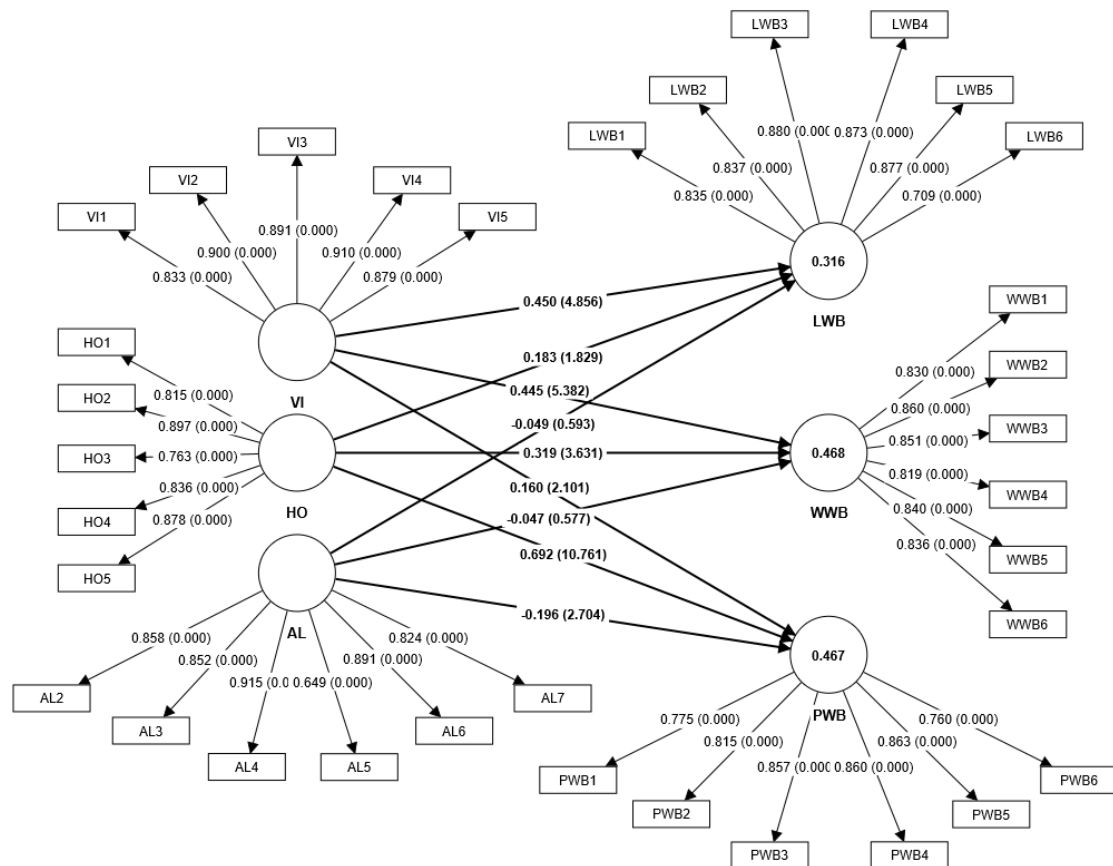 LWB3
LWB4
LWB2
LWB5
LWB1
LWB6
0.880 (0.000
0.873 (0.000)
0.837 (0.000)
0.877 (0.000)
0.835 (0.000)
0.709 (0.000)
0.316
LWB
VI3
VI2
VI4
VI1
VI5
0.891 (0.000)
0.900 (0.000)
0.910 (0.000)
0.833 (0.000)
0.879 (0.000)
VI
HO1
HO2
HO3
HO4
HO5
0.815 (0.000)
0.897 (0.000)
0.763 (0.000)
0.836 (0.000)
0.878 (0.000)
HO
0.450 (4.856)
0.183 (1.829)
0.445 (5.382)
-0.049 (0.593)
0.319 (3.631)
0.160 (2.101)
-0.047 (0.577)
0.692 (10.761)
-0.196 (2.704)
WWB1
WWB2
WWB3
WWB4
WWB5
WWB6
0.830 (0.000)
0.860 (0.000)
0.851 (0.000)
0.819 (0.000)
0.840 (0.000)
0.836 (0.000)
0.468
WWB
AL
0.858 (0.000)
0.852 (0.000)
0.915 (0.0
0.649 (0.000)
0.891 (0.000)
0.824 (0.000)
AL2
AL3
AL4
AL5
AL6
AL7
0.467
PWB
0.775 (0.000)
0.815 (0.000)
0.857 (0.000
0.860 (0.000)
0.863 (0.000)
0.760 (0.000)
PWB1
PWB2
PWB3
PWB4
PWB5
PWB6